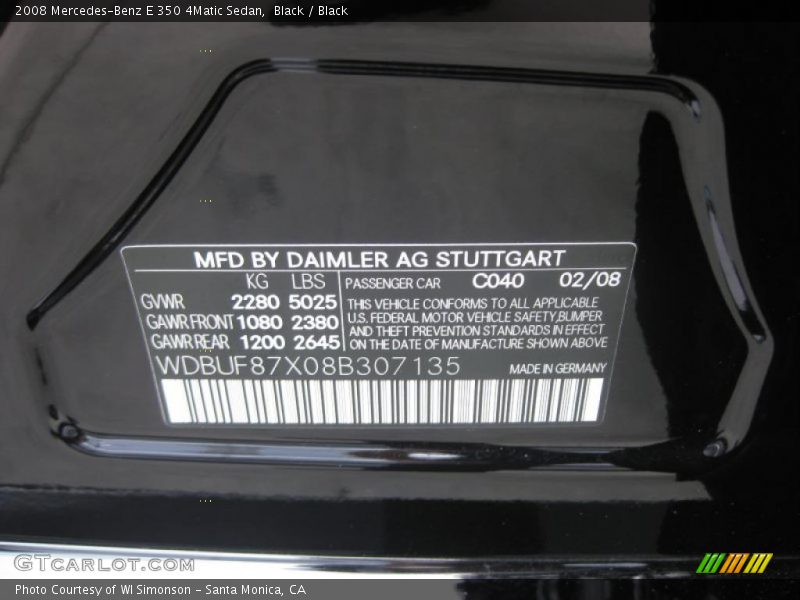 2008 Mercedes-Benz E 350 4Matic Sedan,  Black / Black
MFD BY DAIMLER AG STUTTGART
KG LBS
GVWR 2280 5025
GAWR FRONT 1080 2380
GAWR REAR 1200 2645
PASSENGER CAR C040 02/08
THIS VEHICLE CONFORMS TO ALL APPLICABLE
U.S. FEDERAL MOTOR VEHICLE SAFETY, BUMPER
AND THEFT PREVENTION STANDARDS IN EFFECT
ON THE DATE OF MANUFACTURE SHOWN ABOVE
WDBUF87X08B307135
MADE IN GERMANY
GTCARLOT.COM
Photo Courtesy of WI Simonson - Santa Monica, CA